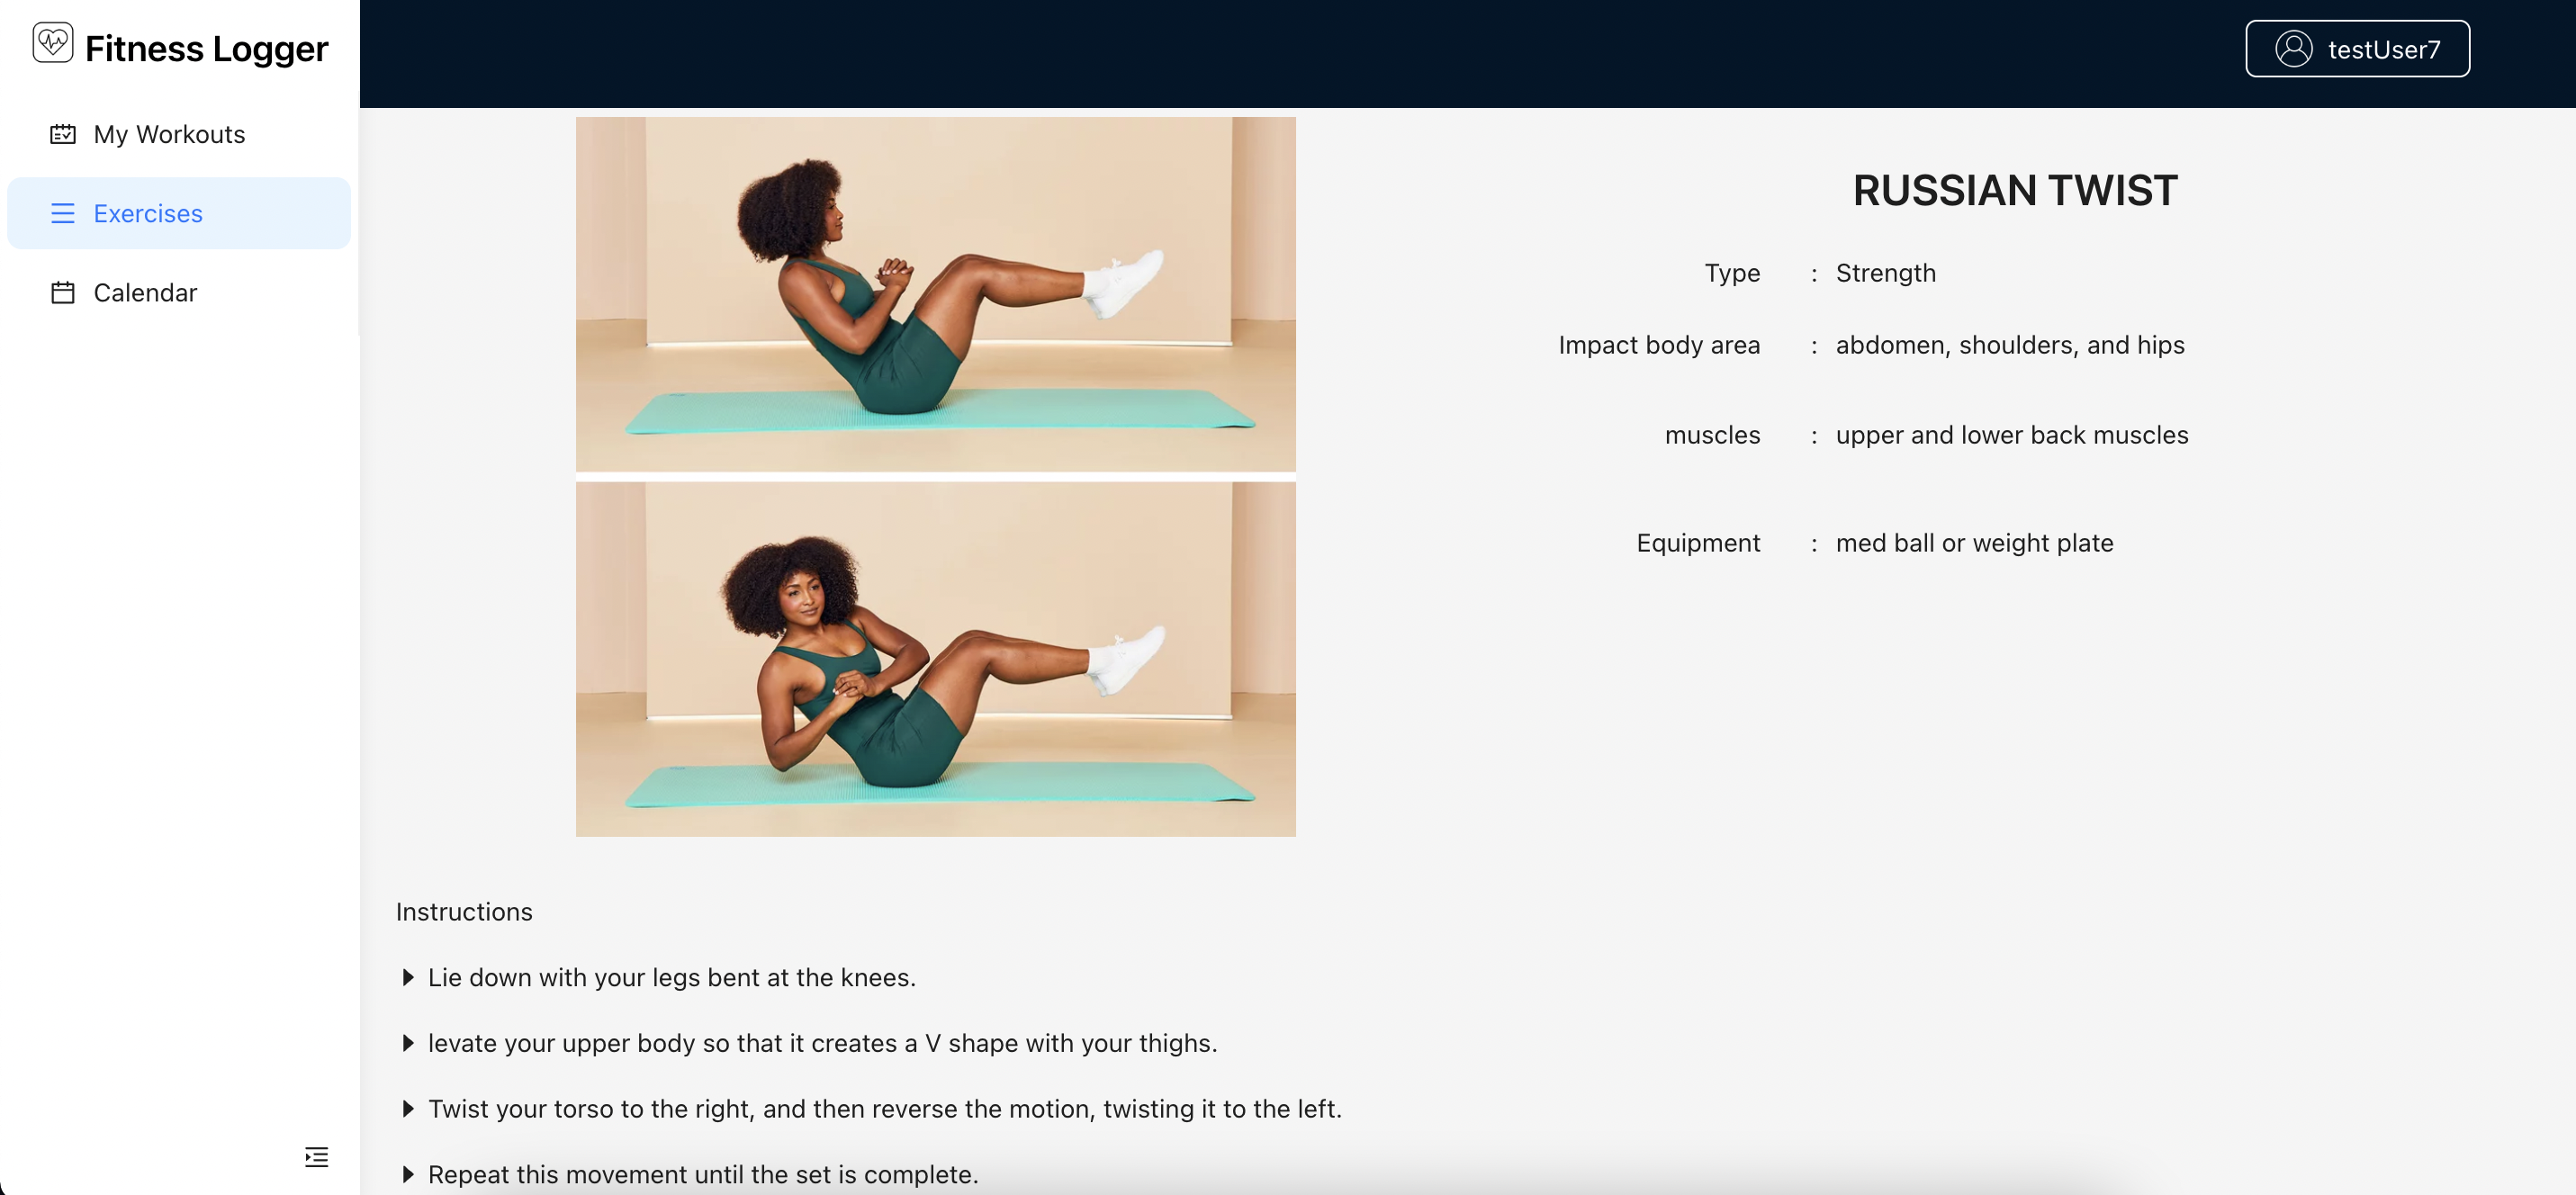 Fitness Logger
testUser7
My Workouts
Exercises
Calendar
RUSSIAN TWIST
Type : Strength
Impact body area : abdomen, shoulders, and hips
muscles : upper and lower back muscles
Equipment : med ball or weight plate
Instructions
Lie down with your legs bent at the knees.
levate your upper body so that it creates a V shape with your thighs.
Twist your torso to the right, and then reverse the motion, twisting it to the left.
Repeat this movement until the set is complete.